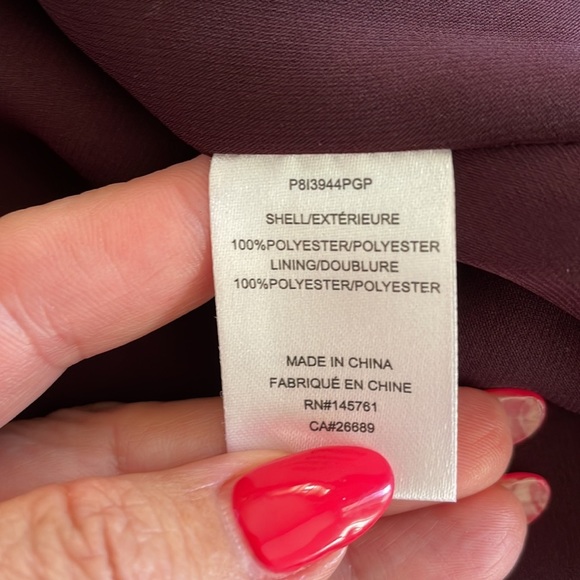 P8I3944PGP
SHELL/EXTÉRIEURE
100%POLYESTER/POLYESTER
LINING/DOUBLURE
100%POLYESTER/POLYESTER
MADE IN CHINA
FABRIQUÉ EN CHINE
RN#145761
CA#26689